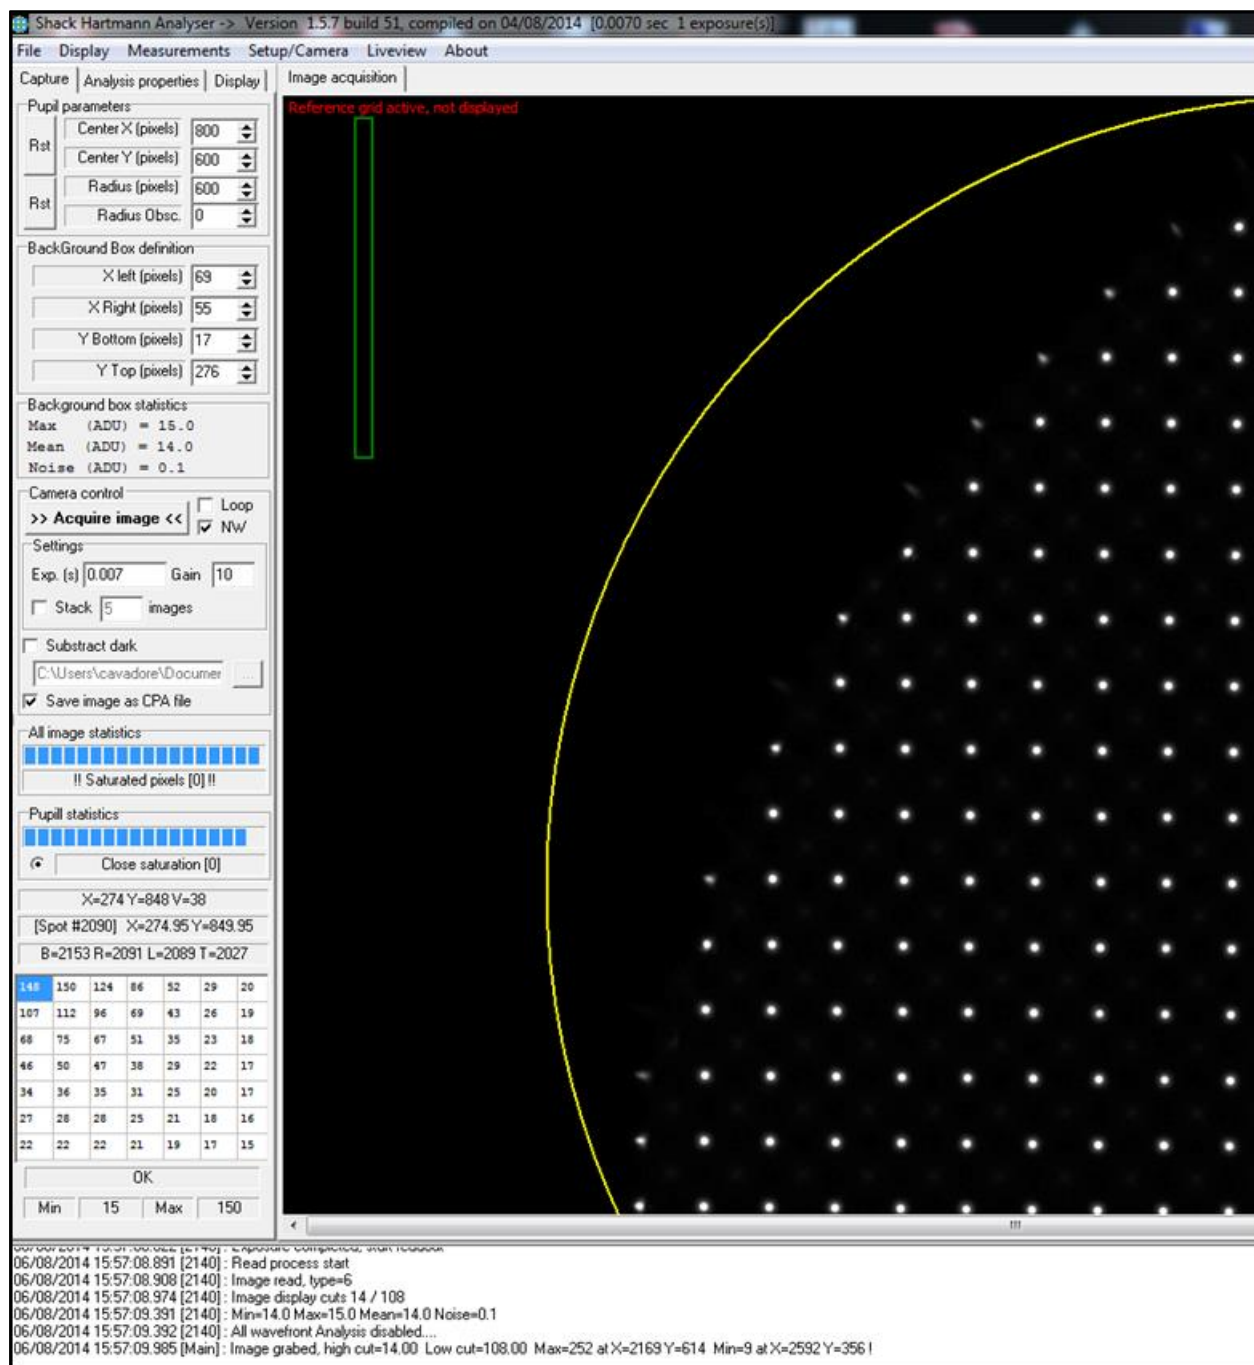 Shack Hartmann Analyser -> Version 1.5.7 build 51, compiled on 04/08/2014 [0.0070 sec 1 exposure(s)]
File Display Measurements Setup/Camera Liveview About
Capture Analysis properties Display Image acquisition
Reference grid active, not displayed
Pupil parameters
Rst
Center X (pixels) 800
Center Y (pixels) 600
Rst
Radius (pixels) 600
Radius Obsc. 0
BackGround Box definition
X left (pixels) 69
X Right (pixels) 55
Y Bottom (pixels) 17
Y Top (pixels) 276
Background box statistics
Max (ADU) = 15.0
Mean (ADU) = 14.0
Noise (ADU) = 0.1
Camera control
>> Acquire image << Loop
NW
Settings
Exp. (s) 0.007 Gain 10
Stack 5 images
Substract dark
C:\Users\cavadore\Documer ...
Save image as CPA file
All image statistics
!! Saturated pixels [0] !!
Pupill statistics
Close saturation [0]
X=274 Y=848 V=38
[Spot #2090] X=274.95 Y=849.95
B=2153 R=2091 L=2089 T=2027
148 150 124 86 52 29 20
107 112 96 69 43 26 19
68 75 67 51 35 23 18
46 50 47 38 29 22 17
34 36 35 31 25 20 17
27 28 28 25 21 18 16
22 22 22 21 19 17 15
OK
Min 15 Max 150
06/08/2014 15:57:08.822 [2140] : Exposure completed, start readout
06/08/2014 15:57:08.891 [2140] : Read process start
06/08/2014 15:57:08.908 [2140] : Image read, type=6
06/08/2014 15:57:08.974 [2140] : Image display cuts 14 / 108
06/08/2014 15:57:09.391 [2140] : Min=14.0 Max=15.0 Mean=14.0 Noise=0.1
06/08/2014 15:57:09.392 [2140] : All wavefront Analysis disabled....
06/08/2014 15:57:09.985 [Main] : Image grabed, high cut=14.00 Low cut=108.00 Max=252 at X=2169 Y=614 Min=9 at X=2592 Y=356 !